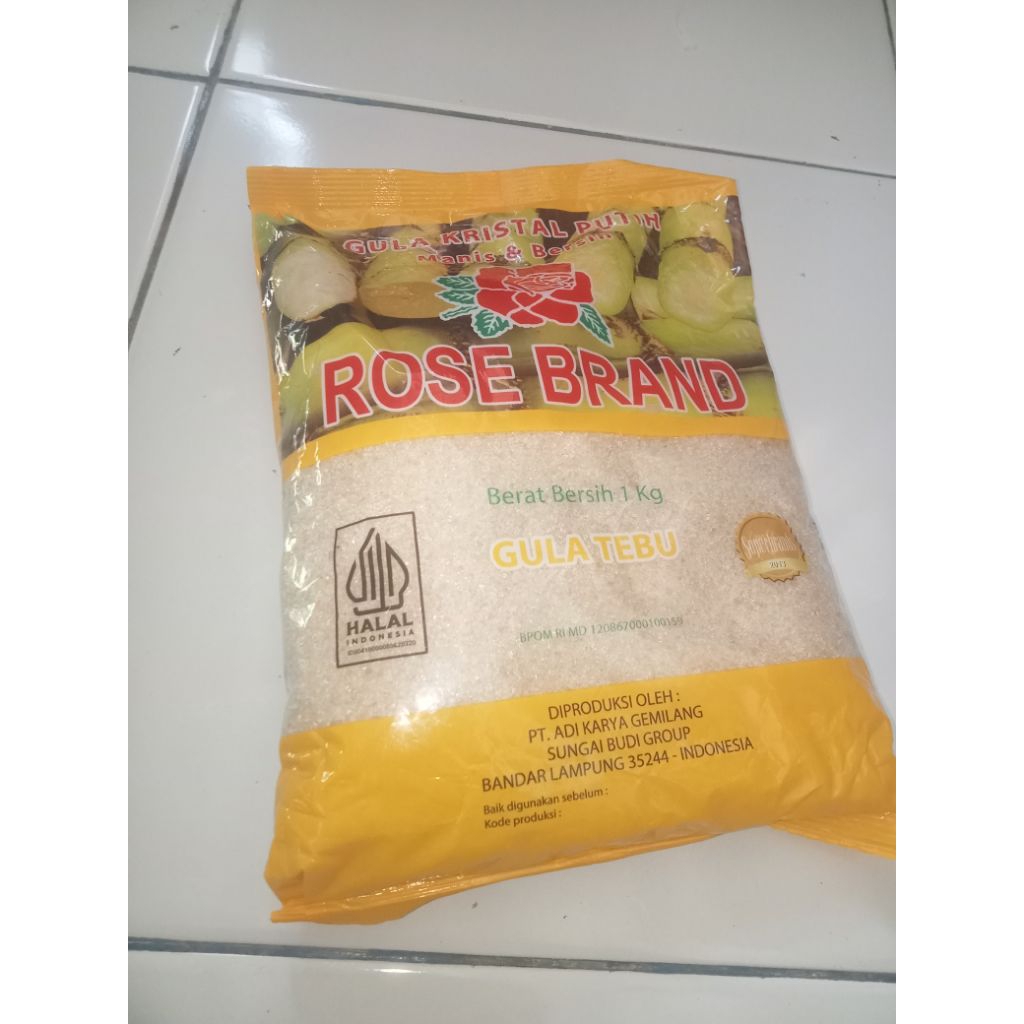 GULA KRISTAL PUTIH
Manis & Bersih
ROSE BRAND
Berat Bersih 1 Kg
GULA TEBU
HALAL
INDONESIA
Superbrands
BPOM RI MD 120867000100159
DIPRODUKSI OLEH :
PT. ADI KARYA GEMILANG
SUNGAI BUDI GROUP
BANDAR LAMPUNG 35244 - INDONESIA
Baik digunakan sebelum :
Kode produksi :